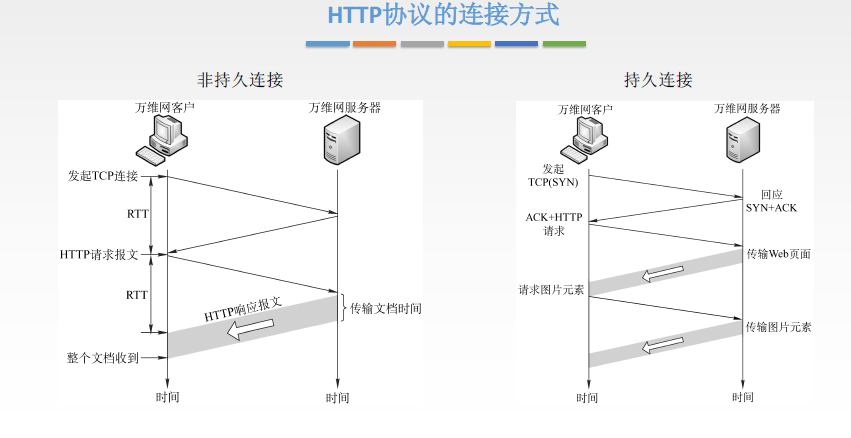 HTTP协议的连接方式
非持久连接
万维网客户
万维网服务器
发起TCP连接
RTT
HTTP请求报文
RTT
HTTP响应报文
传输文档时间
整个文档收到
时间
时间
持久连接
万维网客户
万维网服务器
发起
TCP(SYN)
回应
SYN+ACK
ACK+HTTP
请求
传输Web页面
请求图片元素
传输图片元素
时间
时间